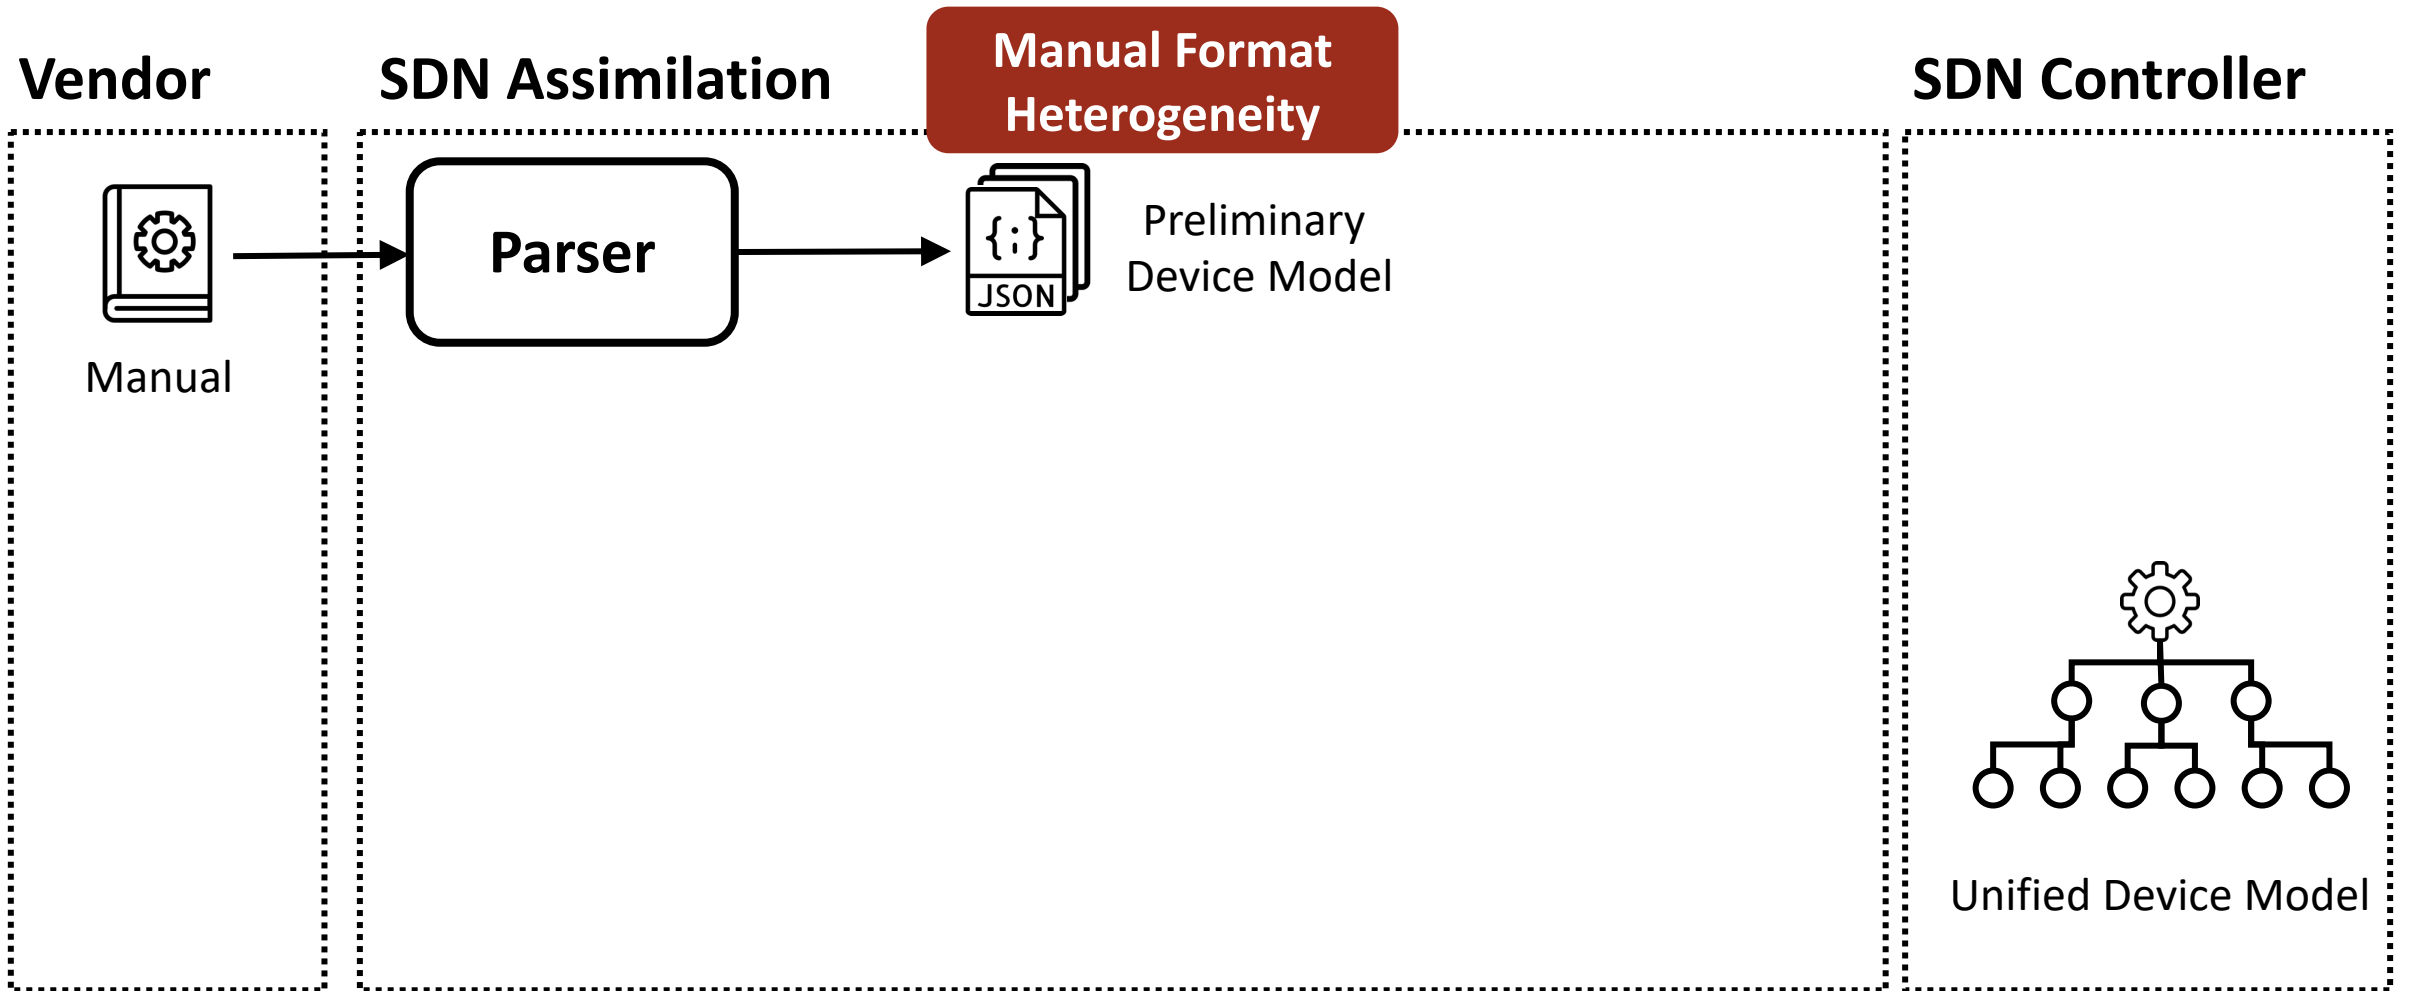 Vendor
SDN Assimilation
Manual Format
Heterogeneity
SDN Controller
Manual
Parser
{;}
JSON
Preliminary
Device Model
Unified Device Model